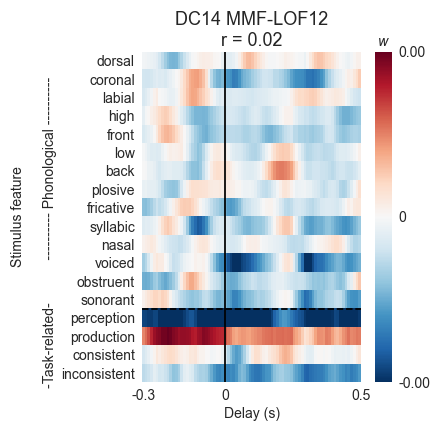 DC14 MMF-LOF12
r = 0.02
w
0.00
0
-0.00
Stimulus feature
---------- Phonological ----------
-Task-related-
dorsal
coronal
labial
high
front
low
back
plosive
fricative
syllabic
nasal
voiced
obstruent
sonorant
perception
production
consistent
inconsistent
-0.3 0 0.5
Delay (s)